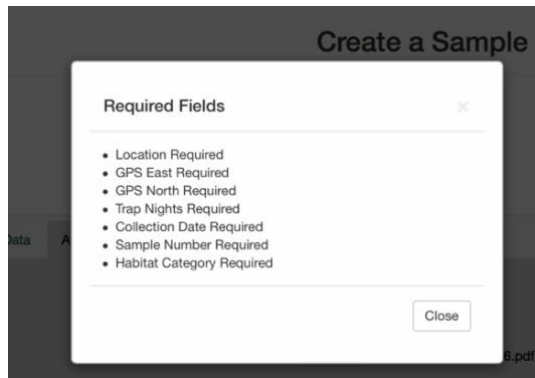 Create a Sample
Required Fields
×
• Location Required
• GPS East Required
• GPS North Required
• Trap Nights Required
• Collection Date Required
• Sample Number Required
• Habitat Category Required
Data A
Close
6.pdf